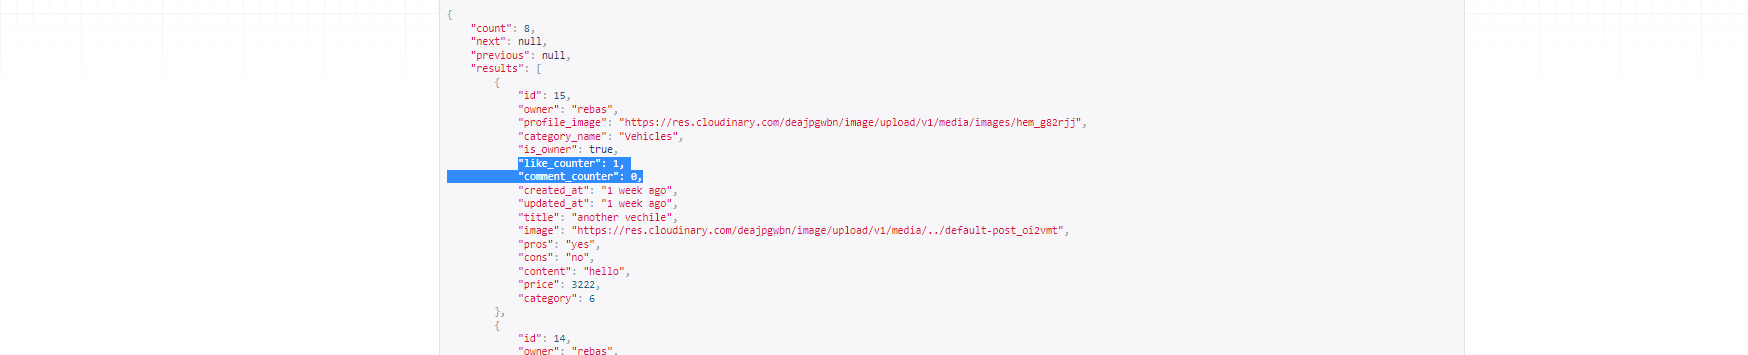 {
"count": 8,
"next": null,
"previous": null,
"results": [
{
"id": 15,
"owner": "rebas",
"profile_image": "https://res.cloudinary.com/deajpgwbn/image/upload/v1/media/images/hem_g82rjj",
"category_name": "Vehicles",
"is_owner": true,
"like_counter": 1,
"comment_counter": 0,
"created_at": "1 week ago",
"updated_at": "1 week ago",
"title": "another vechile",
"image": "https://res.cloudinary.com/deajpgwbn/image/upload/v1/media/../default-post_oi2vmt",
"pros": "yes",
"cons": "no",
"content": "hello",
"price": 3222,
"category": 6
},
{
"id": 14,
"owner": "rebas",